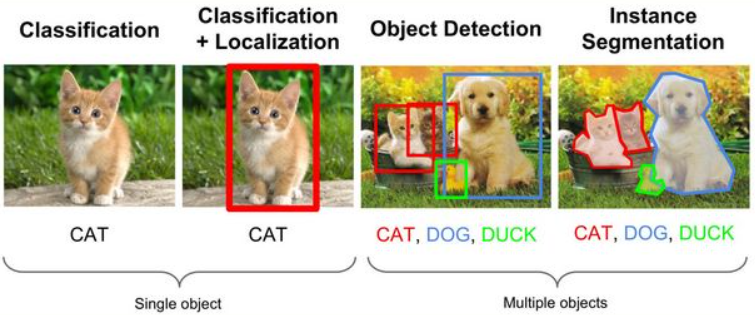 Classification
Classification
+ Localization
Object Detection
Instance
Segmentation
CAT
CAT
CAT, DOG, DUCK
CAT, DOG, DUCK
Single object
Multiple objects